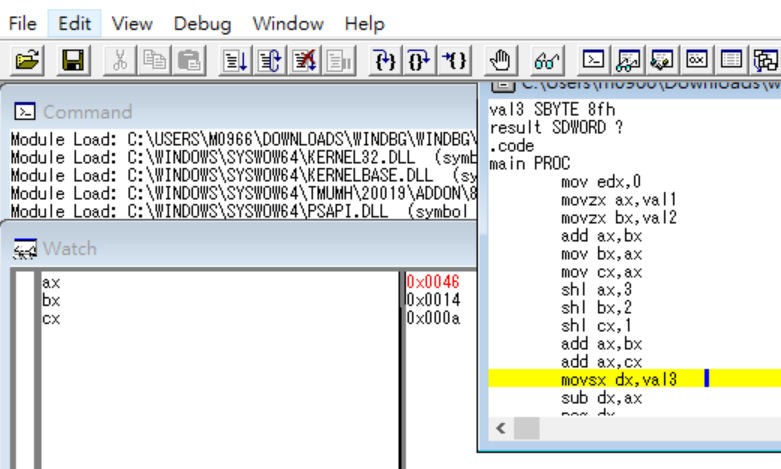 File Edit View Debug Window Help
Command
Module Load: C:\USERS\M0966\DOWNLOADS\WINDBG\WINDBG\
Module Load: C:\WINDOWS\SYSWOW64\KERNEL32.DLL (symb
Module Load: C:\WINDOWS\SYSWOW64\KERNELBASE.DLL (sy
Module Load: C:\WINDOWS\SYSWOW64\TMUMH\20019\ADDON\8
Module Load: C:\WINDOWS\SYSWOW64\PSAPI.DLL (symbol
Watch
ax 0x0046
bx 0x0014
cx 0x000a
C:\Users\m0966\Downloads\w
val3 SBYTE 8fh
result SDWORD ?
.code
main PROC
mov edx,0
movzx ax,val1
movzx bx,val2
add ax,bx
mov bx,ax
mov cx,ax
shl ax,3
shl bx,2
shl cx,1
add ax,bx
add ax,cx
movsx dx,val3
sub dx,ax